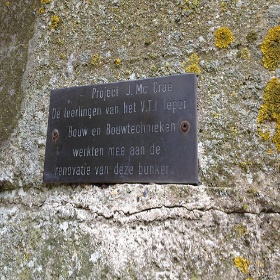 Project J. Mc Crae
De leerlingen van het V.T.I Ieper
Bouw en Bouwtechnieken
werkten mee aan de
renovatie van deze bunker.